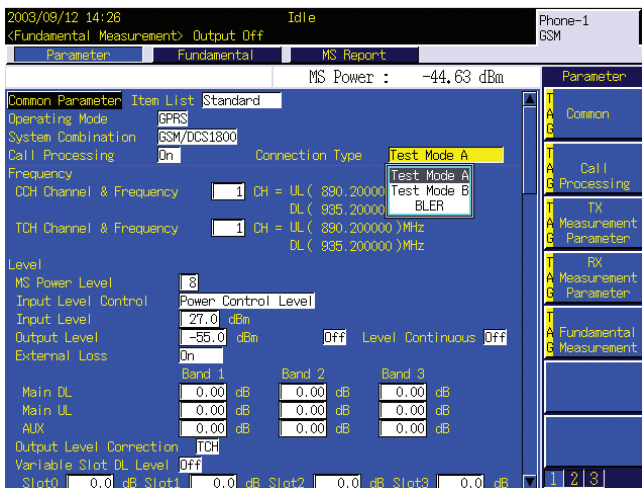 2003/09/12 14:26 Idle Phone-1
<Fundamental Measurement> Output Off GSM
Parameter Fundamental MS Report
MS Power : -44.63 dBm Parameter
Common Parameter Item List Standard
Operating Mode GPRS
System Combination GSM/DCS1800
Call Processing On Connection Type Test Mode A
Test Mode A
Test Mode B
BLER
Frequency
CCH Channel & Frequency 1 CH = UL( 890.20000
DL( 935.20000
TCH Channel & Frequency 1 CH = UL( 890.200000)MHz
DL( 935.200000)MHz
Level
MS Power Level 8
Input Level Control Power Control Level
Input Level 27.0 dBm
Output Level -55.0 dBm Off Level Continuous Off
External Loss On
Band 1 Band 2 Band 3
Main DL 0.00 dB 0.00 dB 0.00 dB
Main UL 0.00 dB 0.00 dB 0.00 dB
AUX 0.00 dB 0.00 dB 0.00 dB
Output Level Correction TCH
Variable Slot DL Level Off
Slot0 0.0 dB Slot1 0.0 dB Slot2 0.0 dB Slot3 0.0 dB
TAG Common
TAG Call Processing
TAG TX Measurement Parameter
TAG RX Measurement Parameter
TAG Fundamental Measurement
1 2 3